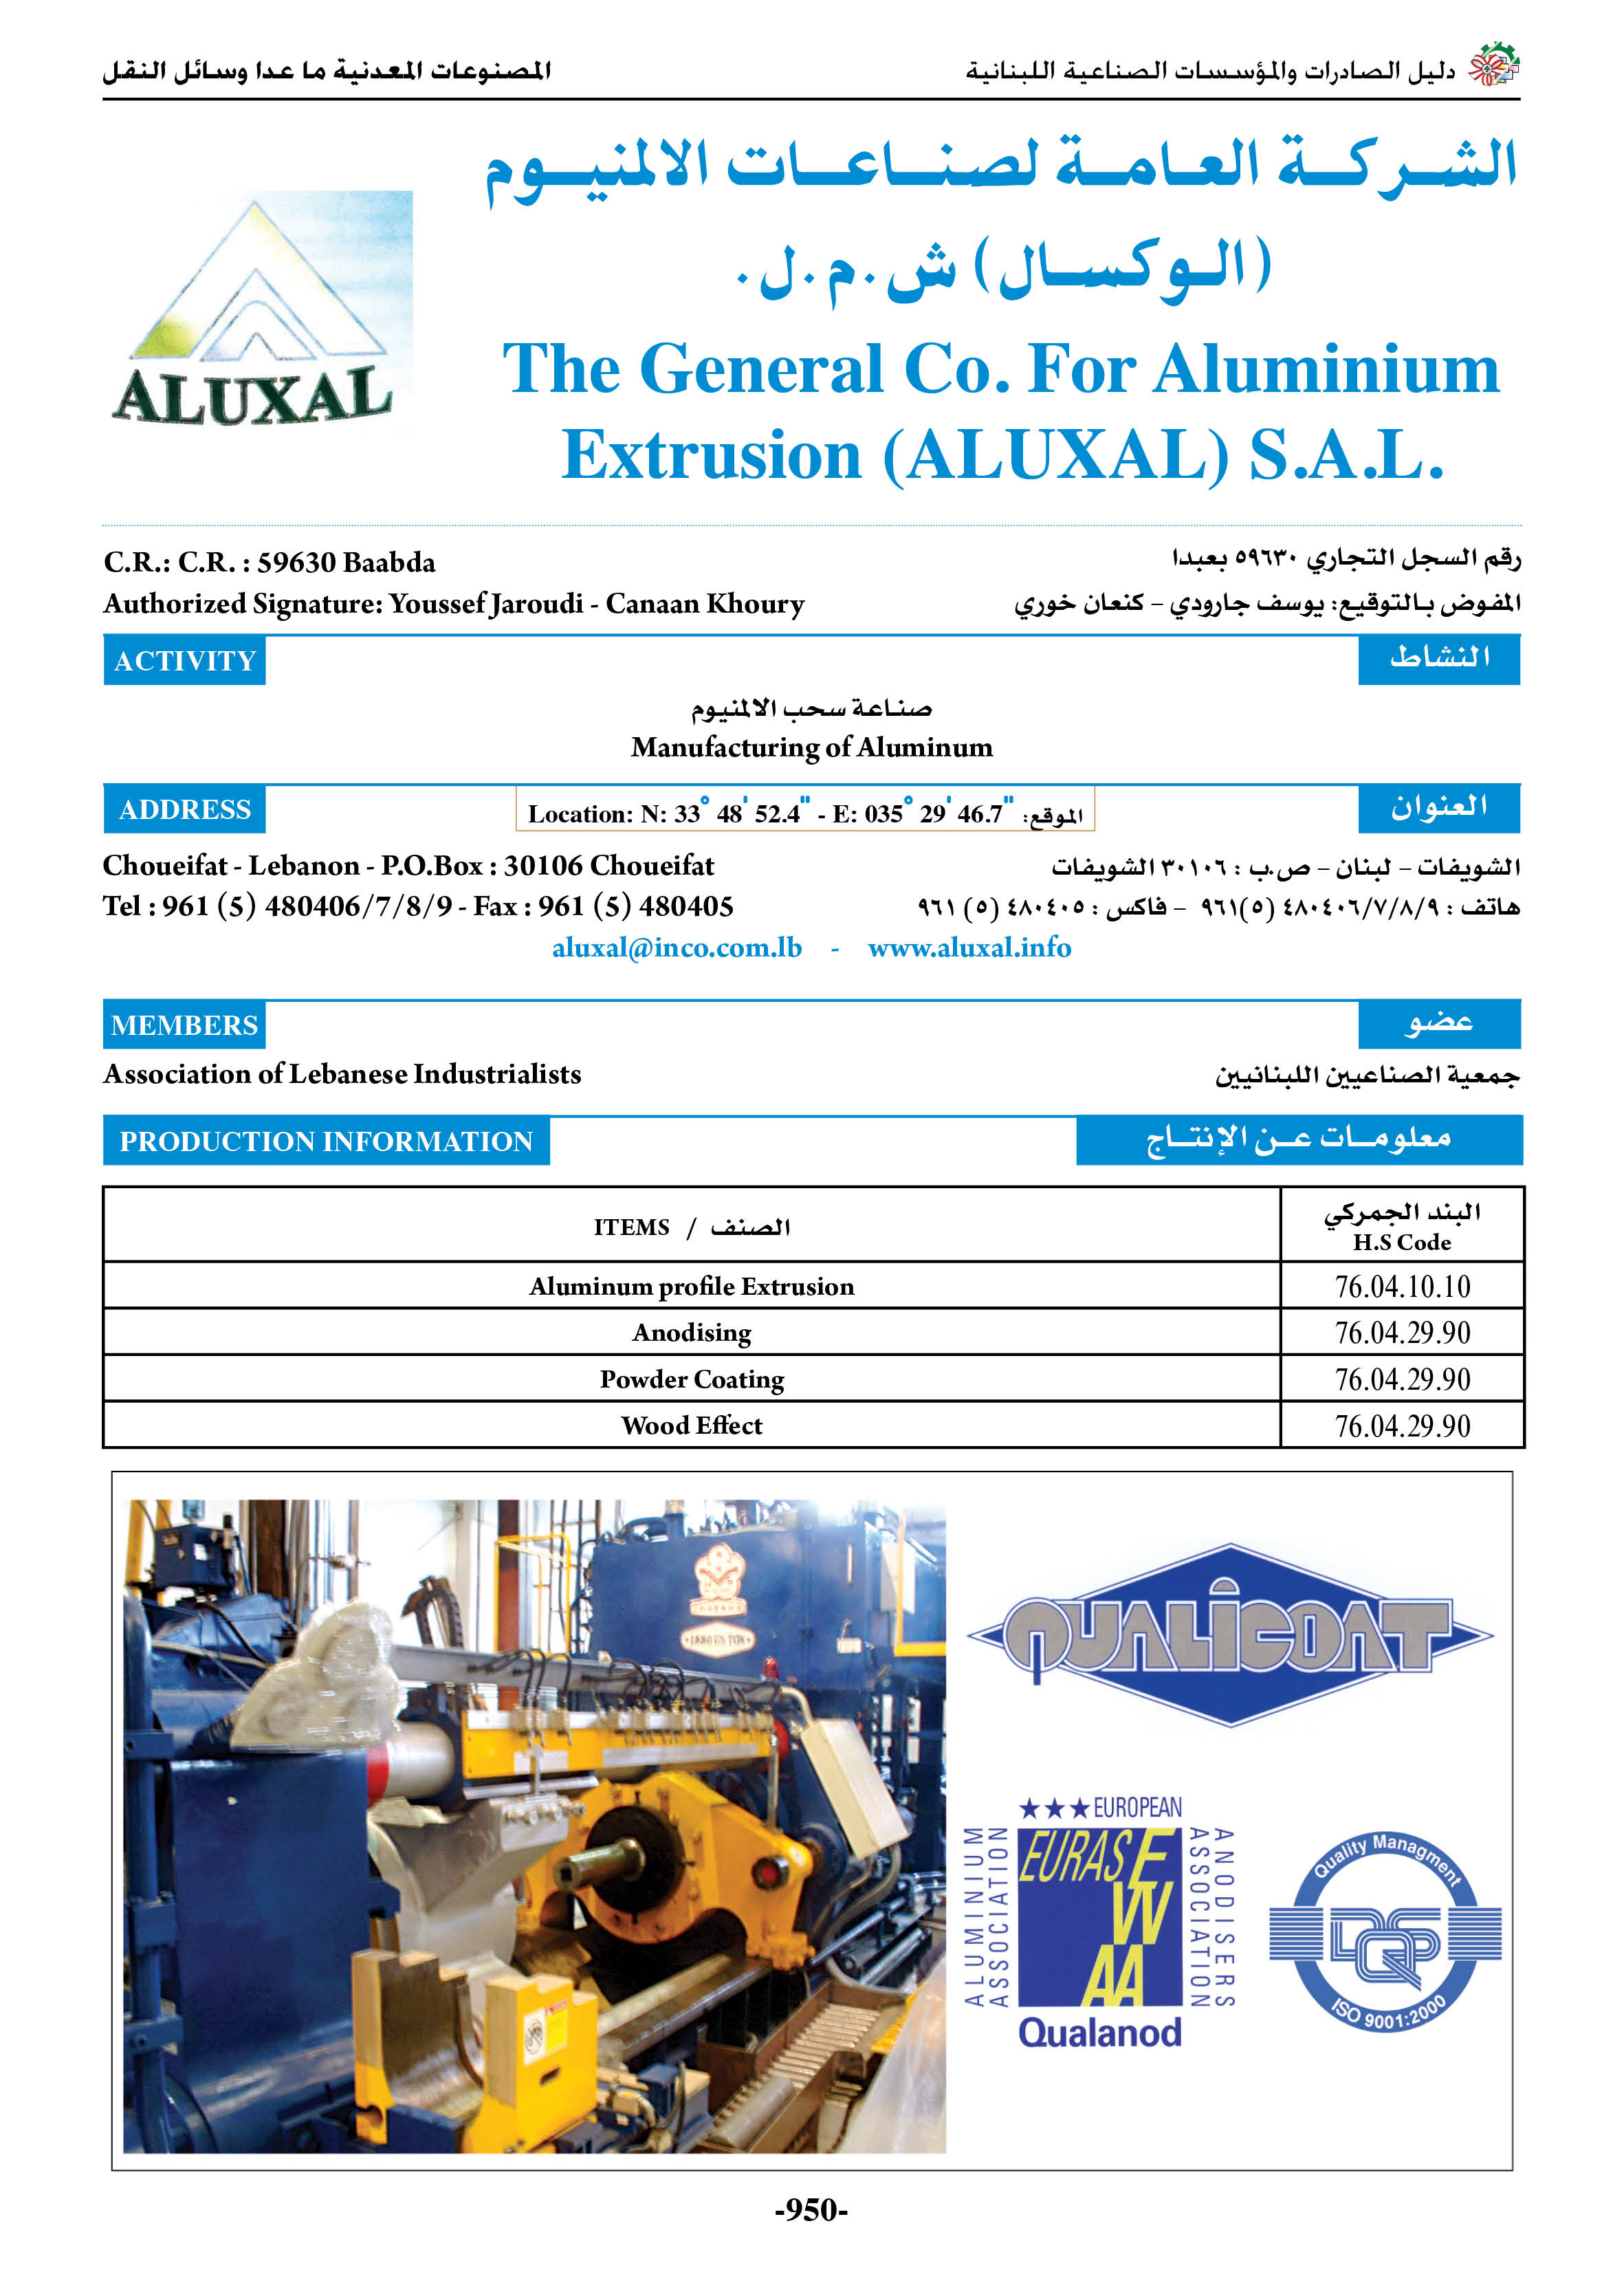 دليل الصادرات والمؤسسات الصناعية اللبنانية
المصنوعات المعدنية ما عدا وسائل النقل
الشركة العامة لصناعات الالمنيوم
(الوكسال) ش.م.ل.
ALUXAL
The General Co. For Aluminium
Extrusion (ALUXAL) S.A.L.
C.R.: C.R. : 59630 Baabda
رقم السجل التجاري ٥٩٦٣٠ بعبدا
Authorized Signature: Youssef Jaroudi - Canaan Khoury
المفوض بالتوقيع: يوسف جارودي – كنعان خوري
ACTIVITY
النشاط
صناعة سحب الالمنيوم
Manufacturing of Aluminum
ADDRESS
Location: N: 33° 48' 52.4" - E: 035° 29' 46.7" الموقع:
العنوان
Choueifat - Lebanon - P.O.Box : 30106 Choueifat
الشويفات – لبنان – ص.ب : ٣٠١٠٦ الشويفات
Tel : 961 (5) 480406/7/8/9 - Fax : 961 (5) 480405
هاتف : ٤٨٠٤٠٦/٧/٨/٩ (٥)٩٦١ – فاكس : ٤٨٠٤٠٥ (٥) ٩٦١
aluxal@inco.com.lb - www.aluxal.info
MEMBERS
عضو
Association of Lebanese Industrialists
جمعية الصناعيين اللبنانيين
PRODUCTION INFORMATION
معلومات عن الإنتاج
ITEMS / الصنف
البند الجمركي
H.S Code
Aluminum profile Extrusion 76.04.10.10
Anodising 76.04.29.90
Powder Coating 76.04.29.90
Wood Effect 76.04.29.90
1880 US TON
QUALICOAT
EUROPEAN
ALUMINIUM
ASSOCIATION
EURAS
EWAA
ANODISERS
ASSOCIATION
Qualanod
Quality Managment
DQS
ISO 9001:2000
-950-